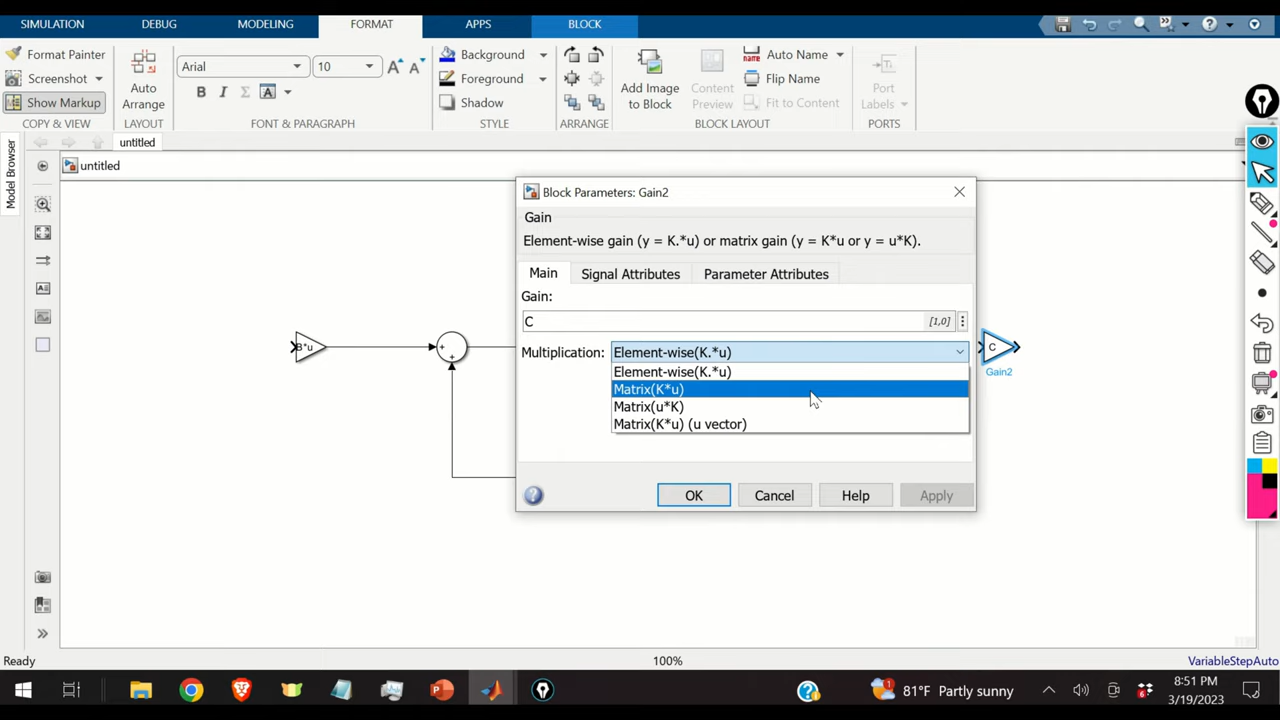 SIMULATION DEBUG MODELING FORMAT APPS BLOCK
Format Painter
Screenshot
Show Markup
COPY & VIEW
Auto Arrange
LAYOUT
Arial 10
B I Σ A
FONT & PARAGRAPH
Background
Foreground
Shadow
STYLE
ARRANGE
Add Image to Block
Content Preview
Auto Name
Flip Name
Fit to Content
BLOCK LAYOUT
Port Labels
PORTS
untitled
untitled
Model Browser
Block Parameters: Gain2
Gain
Element-wise gain (y = K.*u) or matrix gain (y = K*u or y = u*K).
Main Signal Attributes Parameter Attributes
Gain:
C [1,0]
Multiplication: Element-wise(K.*u)
Element-wise(K.*u)
Matrix(K*u)
Matrix(u*K)
Matrix(K*u) (u vector)
OK Cancel Help Apply
B*u
+
+
C
Gain2
Ready 100% VariableStepAuto
81°F Partly sunny
8:51 PM
3/19/2023